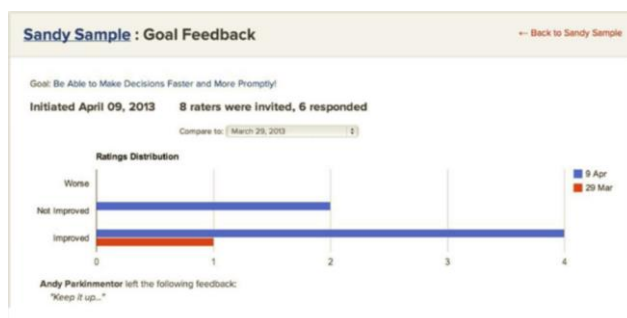 Sandy Sample : Goal Feedback
← Back to Sandy Sample
Goal: Be Able to Make Decisions Faster and More Promptly!
Initiated April 09, 2013 8 raters were invited, 6 responded
Compare to: March 29, 2013
Ratings Distribution
Worse
Not Improved
Improved
0 1 2 3 4
9 Apr
29 Mar
Andy Parkinmentor left the following feedback:
"Keep it up..."